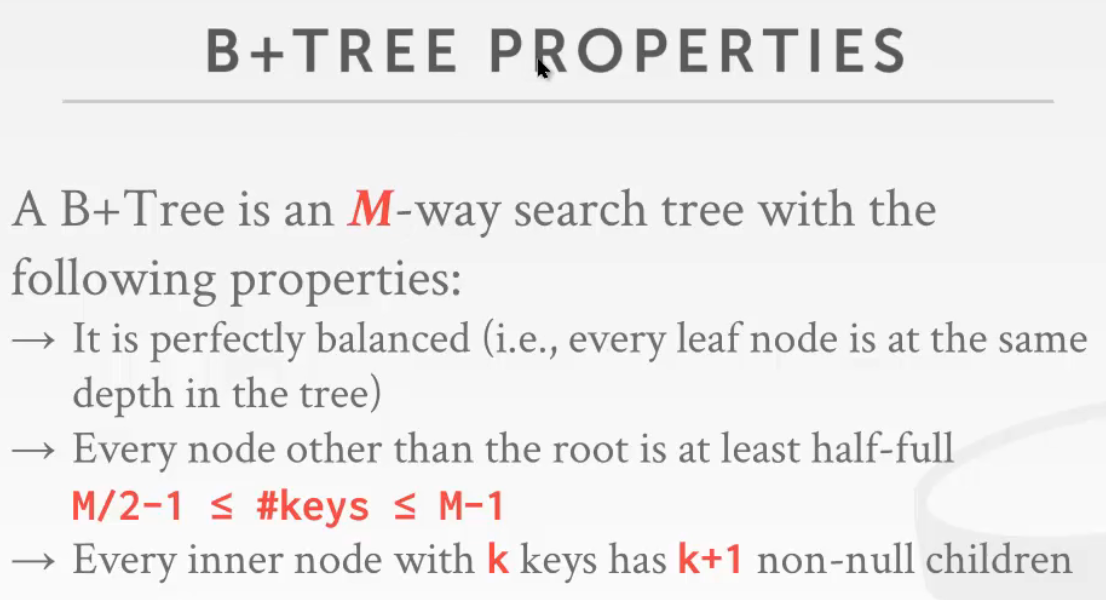 B+TREE PROPERTIES
A B+Tree is an M-way search tree with the
following properties:
→ It is perfectly balanced (i.e., every leaf node is at the same
depth in the tree)
→ Every node other than the root is at least half-full
M/2-1 ≤ #keys ≤ M-1
→ Every inner node with k keys has k+1 non-null children